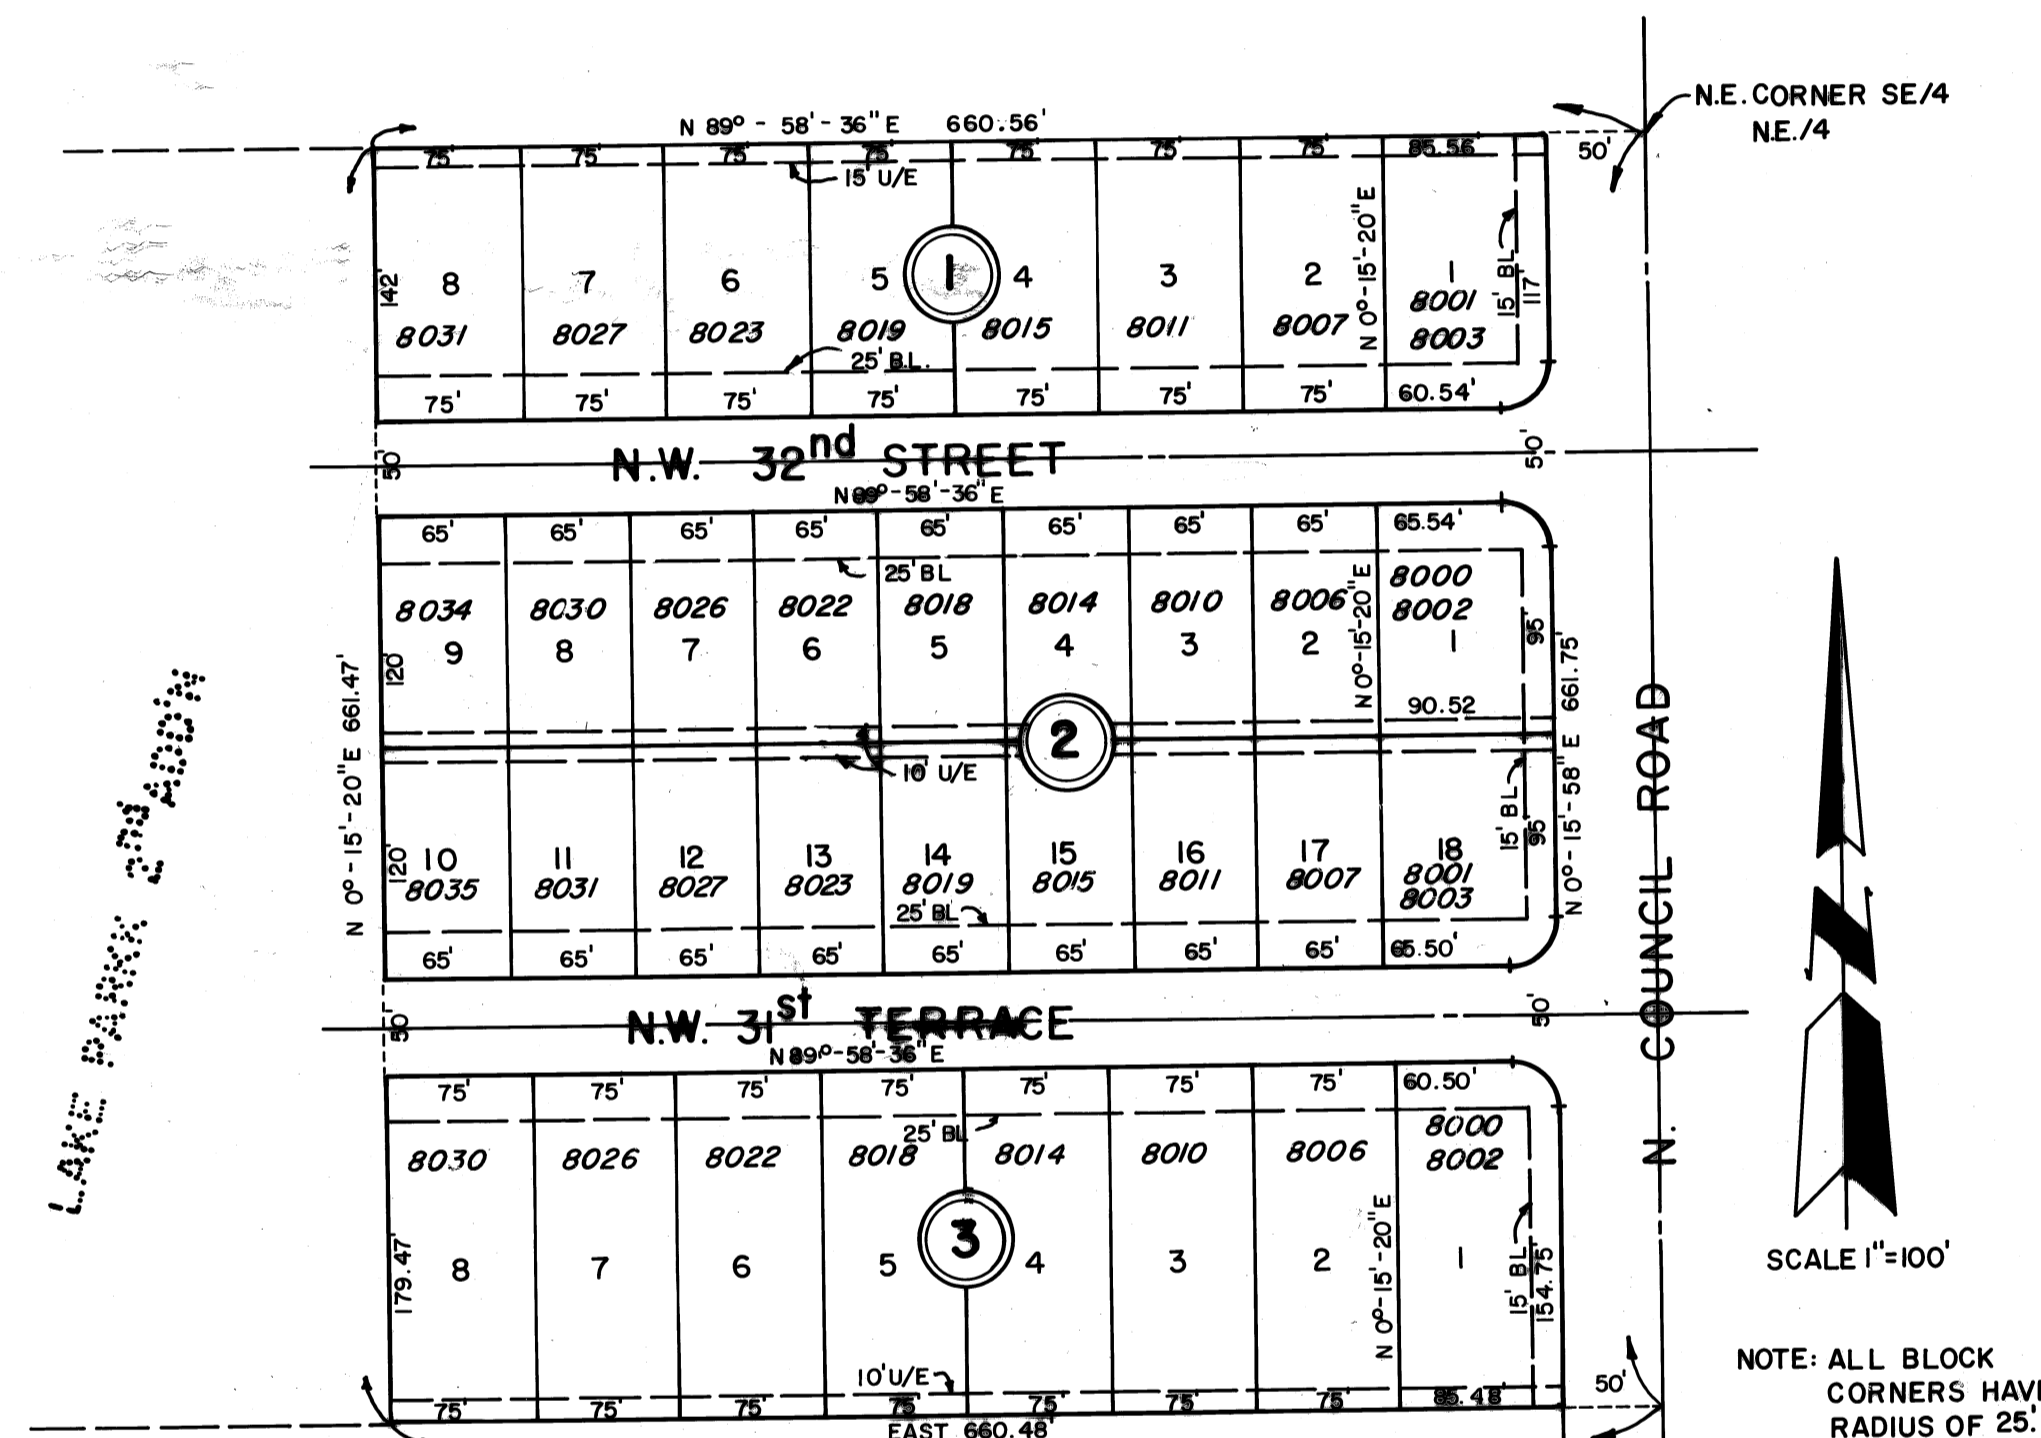 N.E. CORNER SE/4
N.E./4
N 89° - 58' - 36" E 660.56'
75' 75' 75' 75' 75' 75' 75' 85.56 50'
15' U/E
N 0°-15'-20" E
15' BL
117'
142'
8 7 6 5 1 4 3 2 1
8031 8027 8023 8019 8015 8011 8007 8001
8003
25' B.L.
75' 75' 75' 75' 75' 75' 75' 60.54'
50' N.W. 32nd STREET 50'
N 89°-58'-36" E
65' 65' 65' 65' 65' 65' 65' 65' 65.54'
25' BL
8034 8030 8026 8022 8018 8014 8010 8006 8000
8002
9 8 7 6 5 4 3 2 1
120'
N 0°-15'-20" E
95'
90.52
2
10' U/E
N 0°-15'-20" E 661.47'
N 0°-15'-58" E 661.75'
120'
15' BL
95'
10 11 12 13 14 15 16 17 18
8035 8031 8027 8023 8019 8015 8011 8007 8001
8003
25' BL
65' 65' 65' 65' 65' 65' 65' 65' 65.50'
50' N.W. 31st TERRACE 50'
N 89°-58'-36" E
75' 75' 75' 75' 75' 75' 75' 60.50'
25' BL
8030 8026 8022 8018 8014 8010 8006 8000
8002
8 7 6 5 3 4 3 2 1
179.47'
N 0°-15'-20" E
15' BL
154.75'
10' U/E
75' 75' 75' 75' 75' 75' 75' 85.48' 50'
EAST 660.48'
N. COUNCIL ROAD
N
SCALE 1"=100'
NOTE: ALL BLOCK
CORNERS HAV
RADIUS OF 25.'